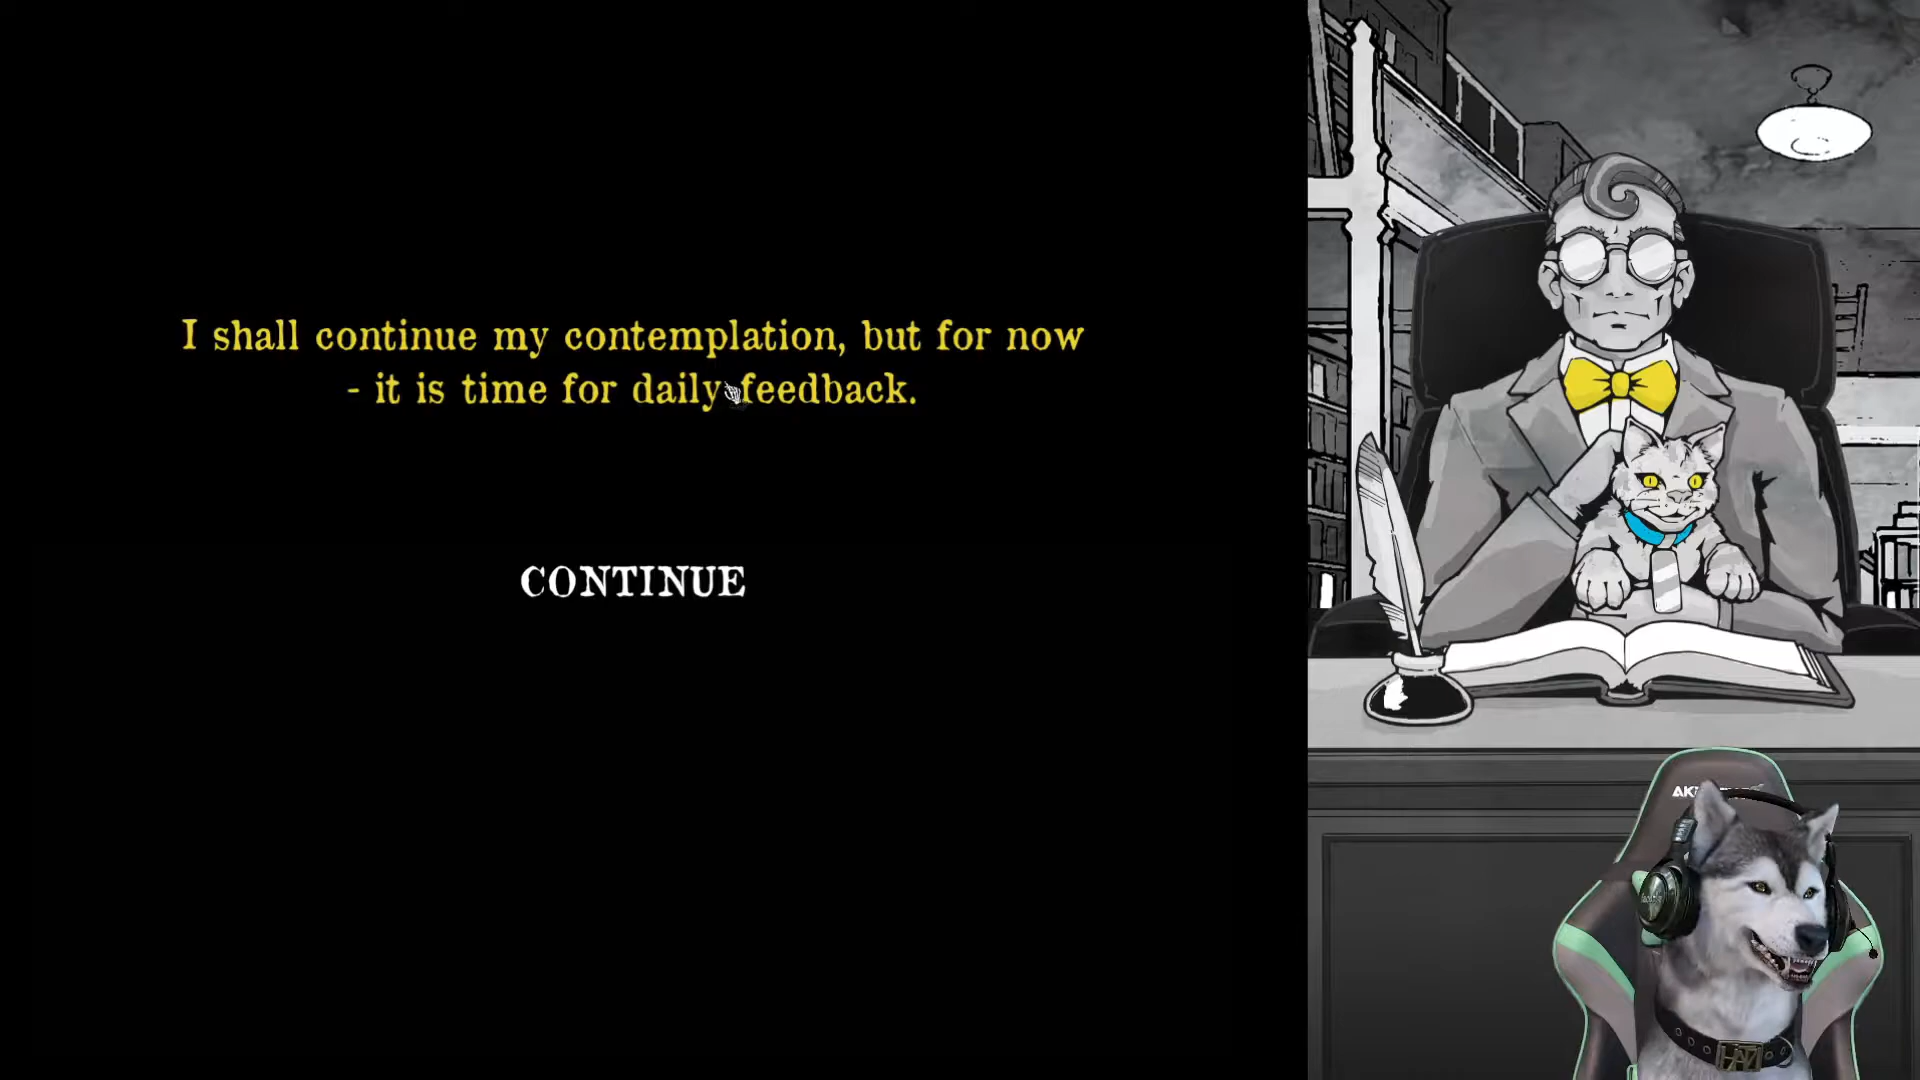 I shall continue my contemplation, but for now
- it is time for daily feedback.
CONTINUE